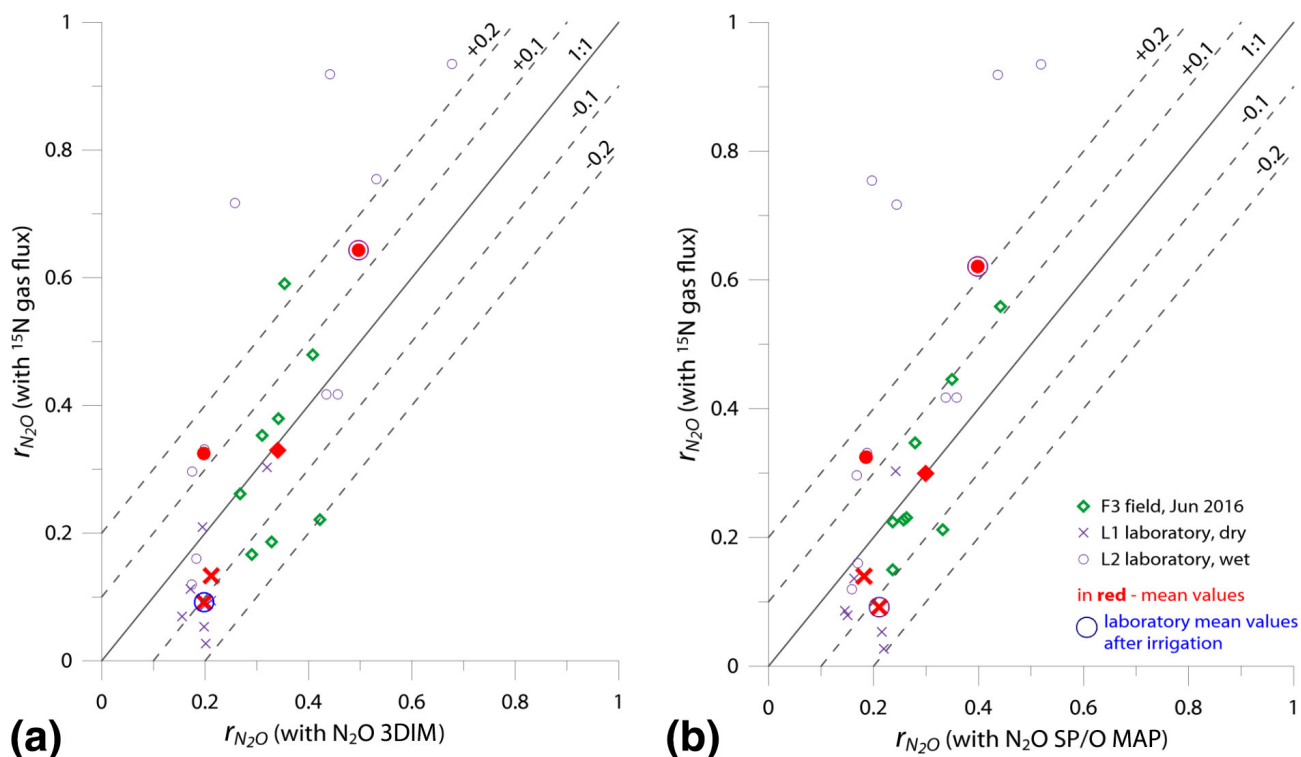 1
0.8
0.6
0.4
0.2
0
0 0.2 0.4 0.6 0.8 1
+0.2
+0.1
1:1
-0.1
-0.2
rN2O (with 15N gas flux)
rN2O (with N2O 3DIM)
(a)
1
0.8
0.6
0.4
0.2
0
0 0.2 0.4 0.6 0.8 1
+0.2
+0.1
1:1
-0.1
-0.2
rN2O (with 15N gas flux)
F3 field, Jun 2016
L1 laboratory, dry
L2 laboratory, wet
in red - mean values
laboratory mean values
after irrigation
rN2O (with N2O SP/O MAP)
(b)